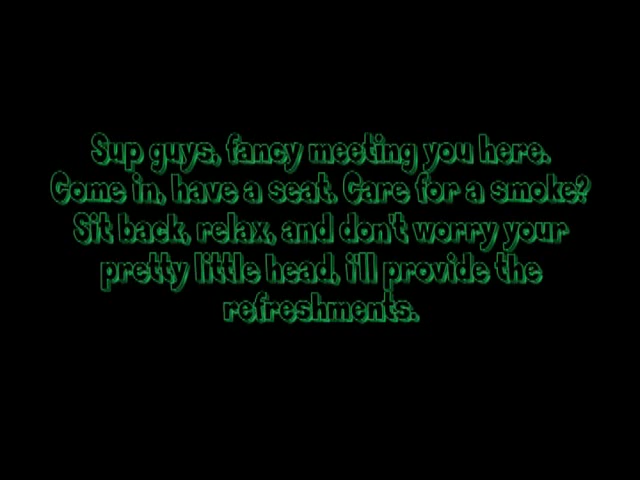 Sup guys, fancy meeting you here.
Come in, have a seat. Care for a smoke?
Sit back, relax, and don't worry your
pretty little head, i'll provide the
refreshments.